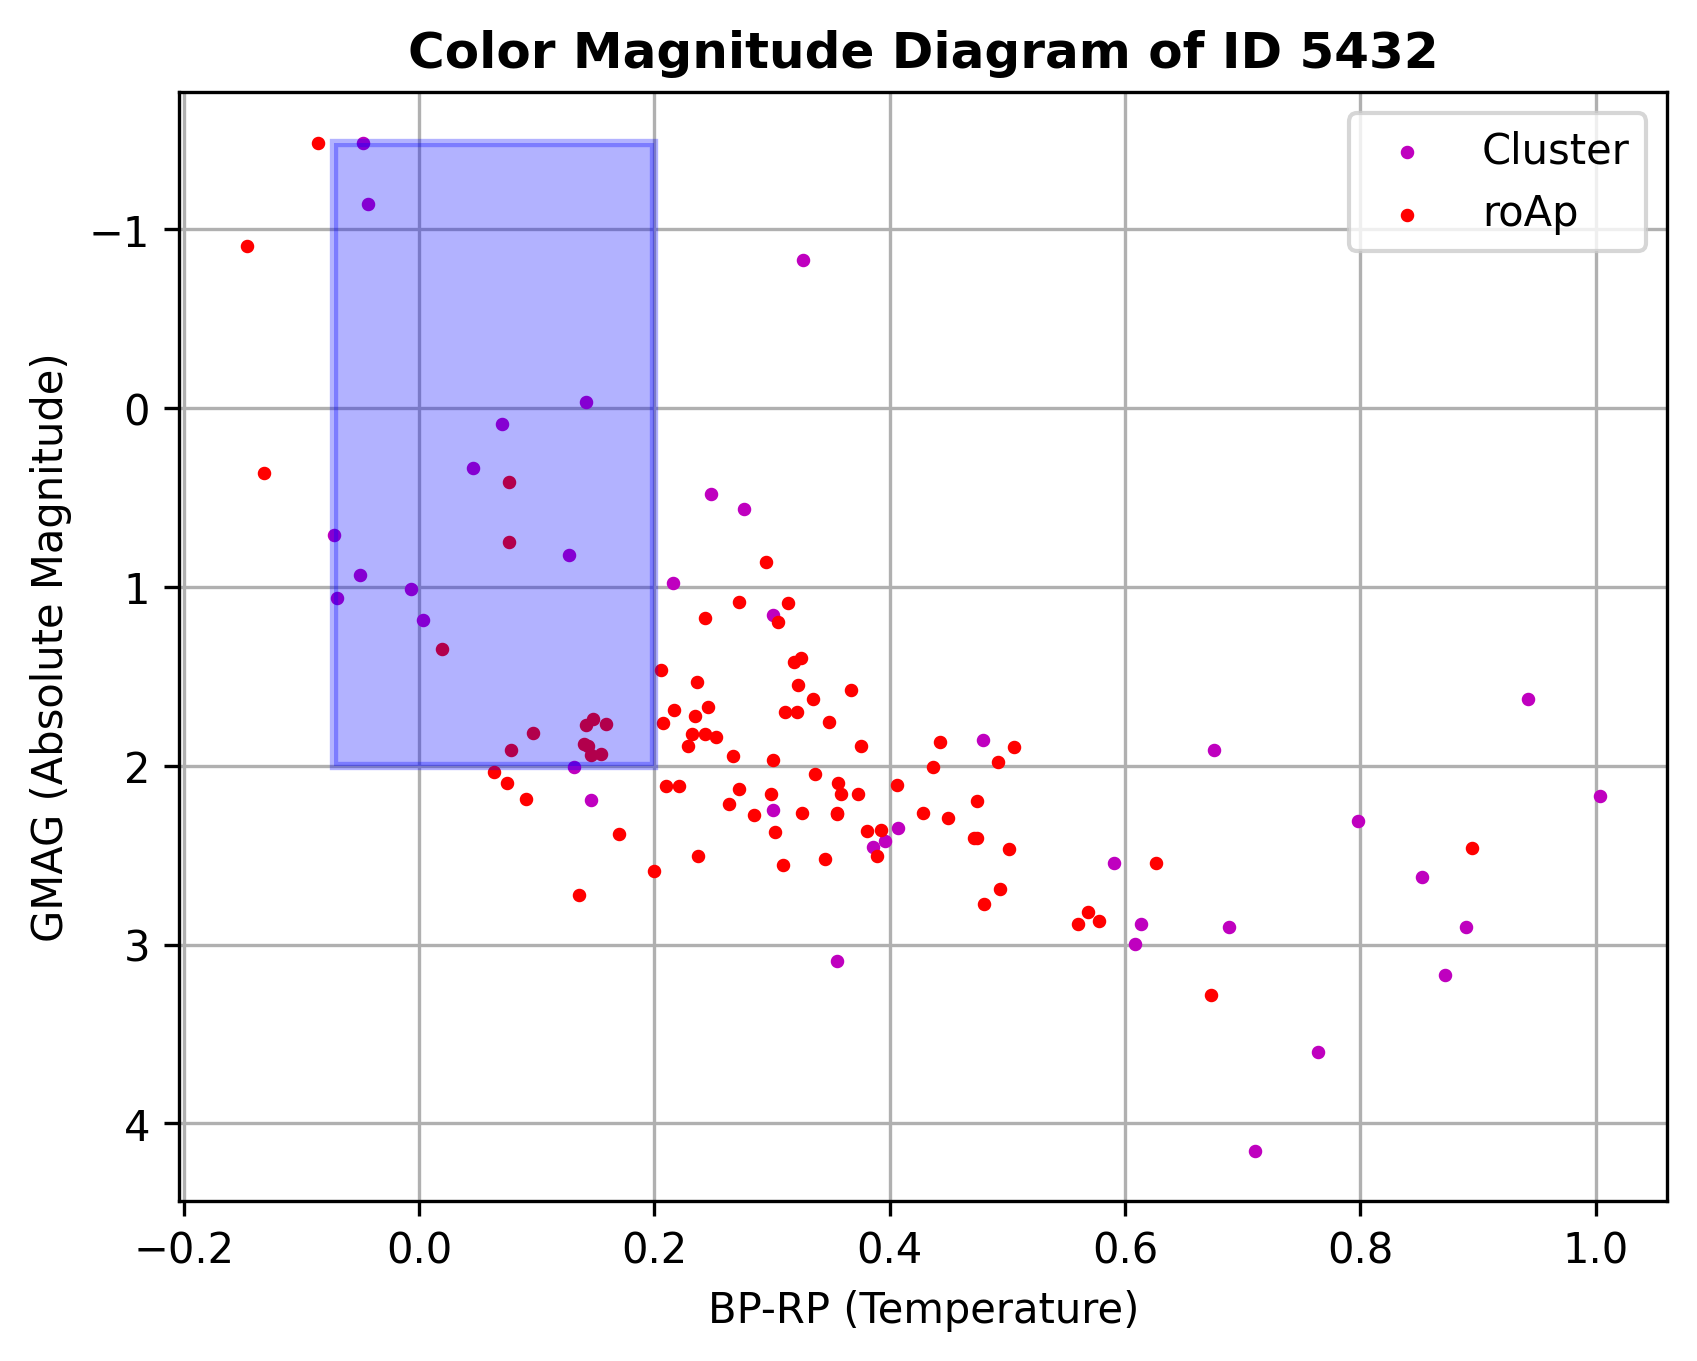 Color Magnitude Diagram of ID 5432
Cluster
roAp
−1
0
1
2
3
4
GMAG (Absolute Magnitude)
−0.2 0.0 0.2 0.4 0.6 0.8 1.0
BP-RP (Temperature)